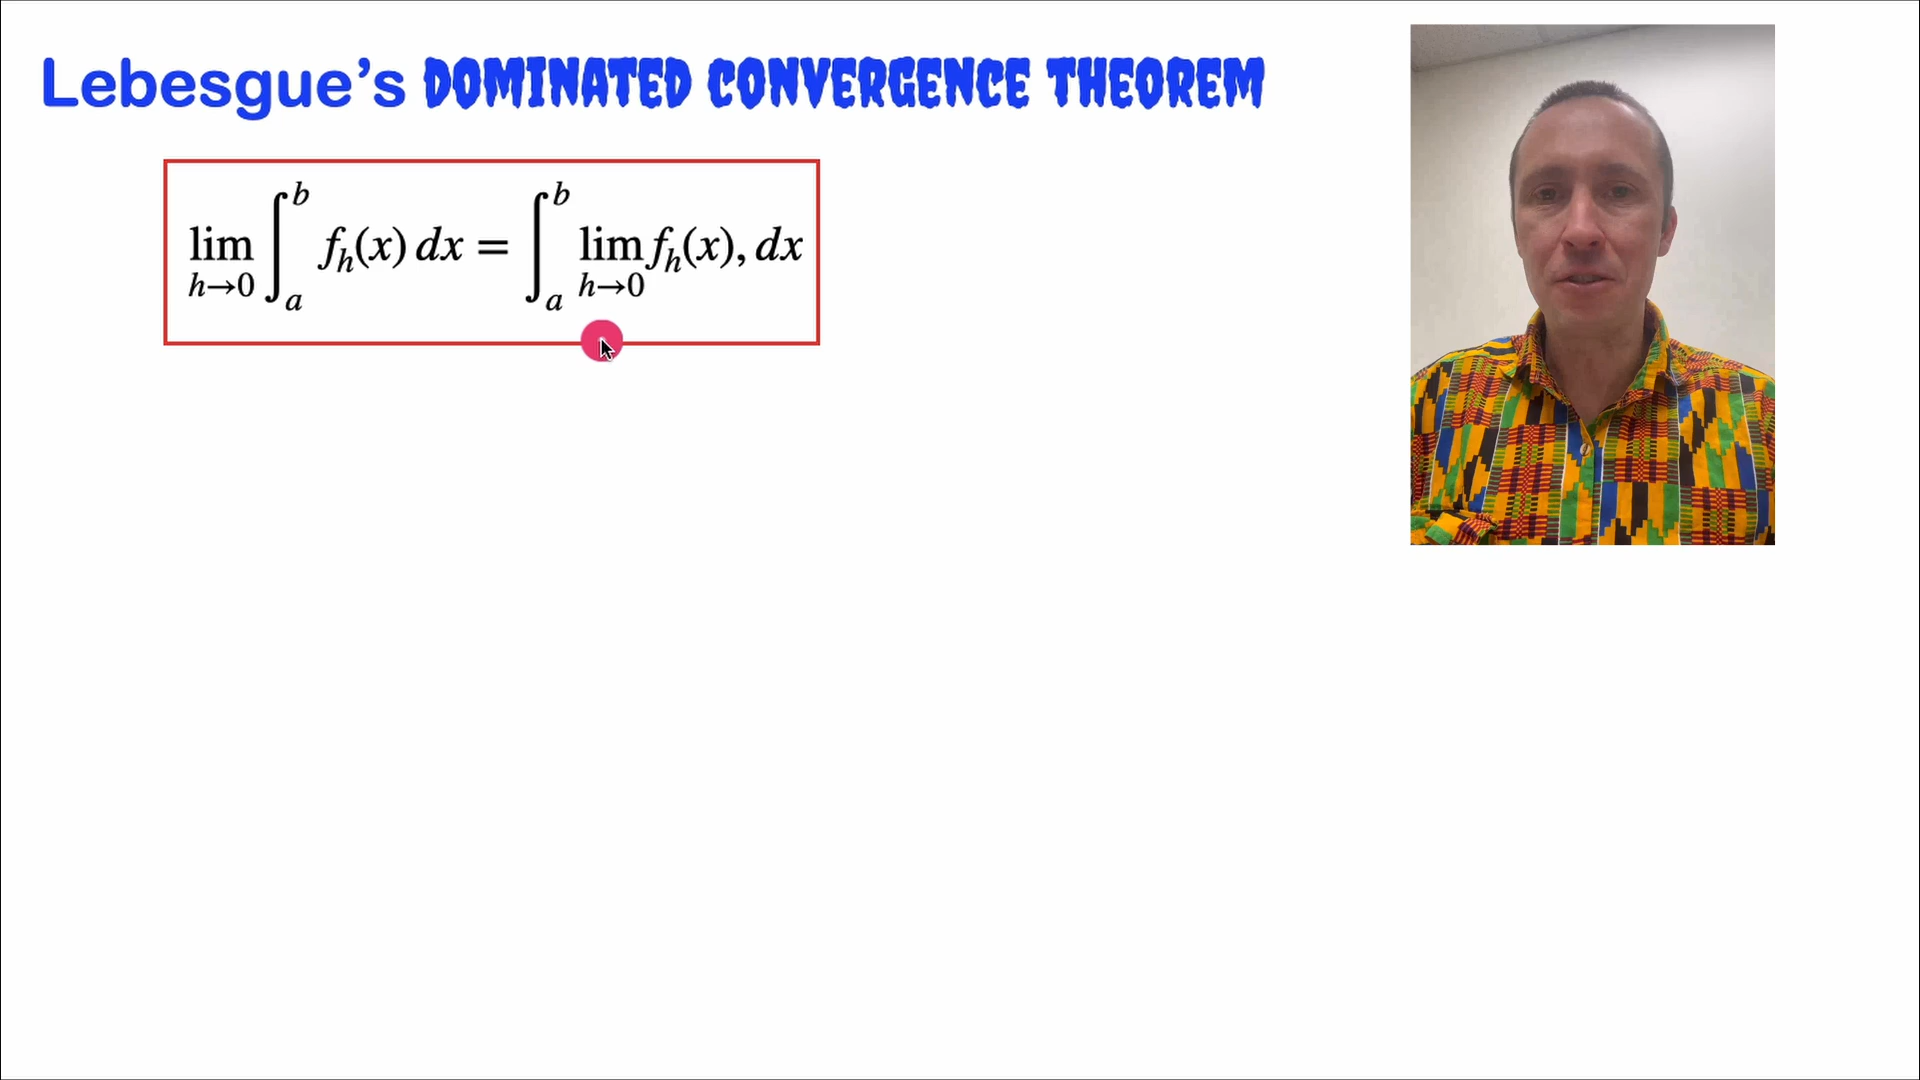 Lebesgue’s DOMINATED CONVERGENCE THEOREM
lim_{h→0} ∫_a^b f_h(x) dx = ∫_a^b lim_{h→0} f_h(x), dx